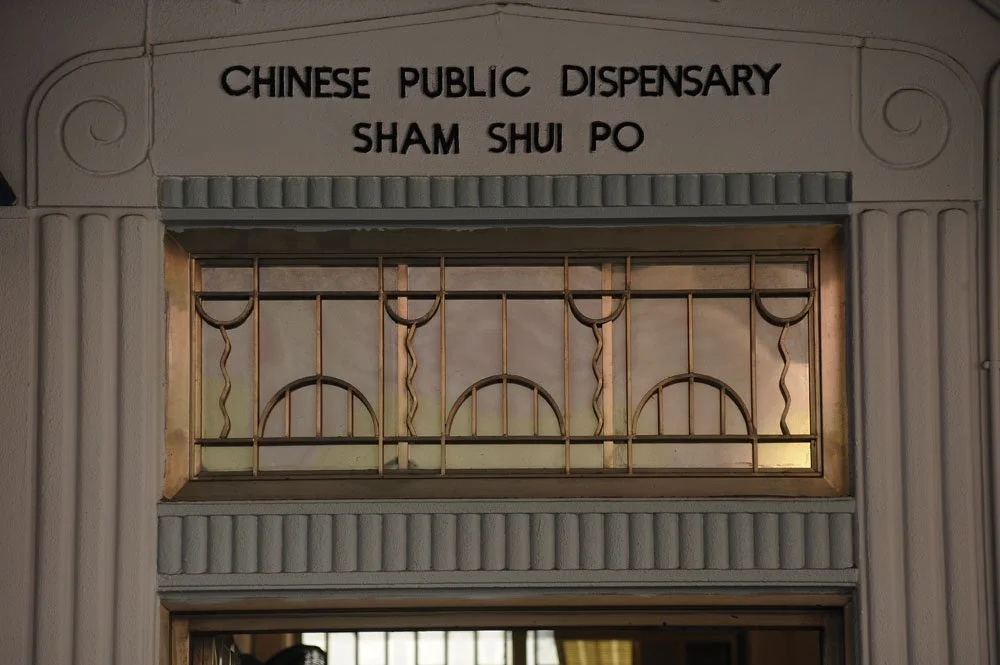 CHINESE PUBLIC DISPENSARY
SHAM SHUI PO